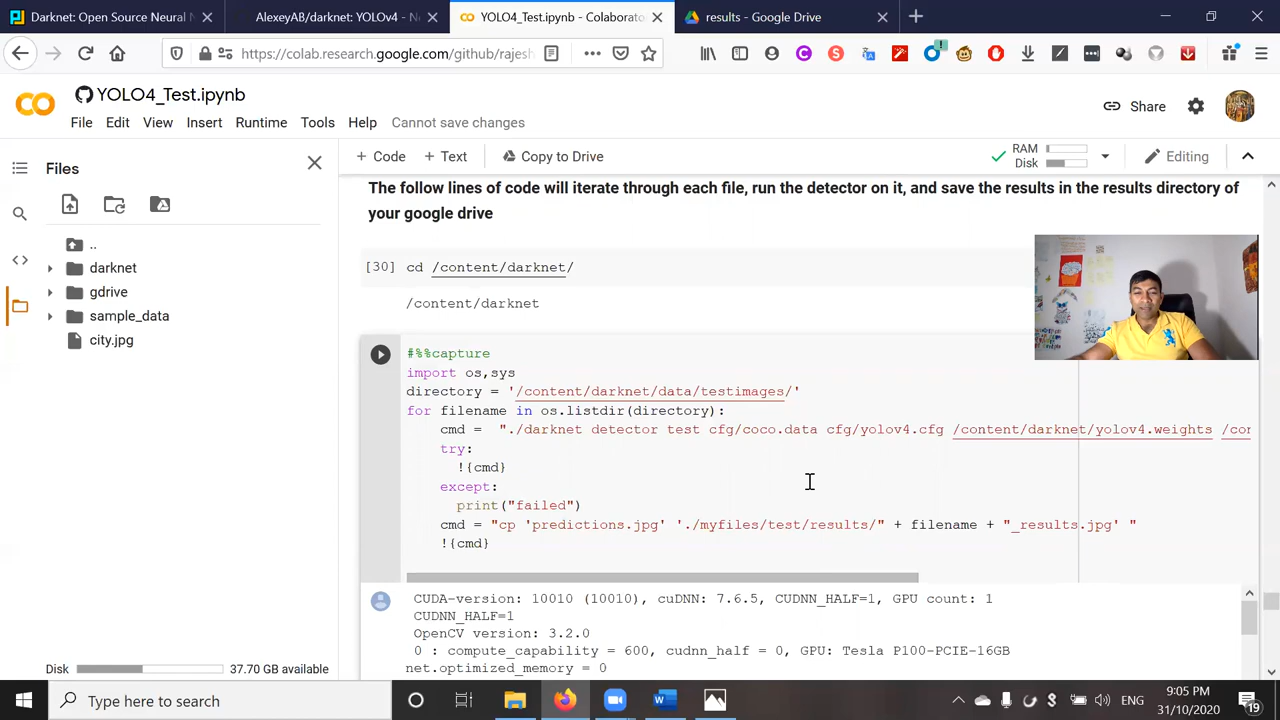 Darknet: Open Source Neural N
AlexeyAB/darknet: YOLOv4 - N
YOLO4_Test.ipynb - Colaborato
results - Google Drive
https://colab.research.google.com/github/rajesh
YOLO4_Test.ipynb
File Edit View Insert Runtime Tools Help Cannot save changes
Share
Files
+ Code + Text Copy to Drive
RAM
Disk
Editing
The follow lines of code will iterate through each file, run the detector on it, and save the results in the results directory of
your google drive
..
darknet
gdrive
sample_data
city.jpg
[30] cd /content/darknet/
/content/darknet
#%%capture
import os,sys
directory = '/content/darknet/data/testimages/'
for filename in os.listdir(directory):
cmd = "./darknet detector test cfg/coco.data cfg/yolov4.cfg /content/darknet/yolov4.weights /con
try:
!{cmd}
except:
print("failed")
cmd = "cp 'predictions.jpg' './myfiles/test/results/" + filename + "_results.jpg' "
!{cmd}
CUDA-version: 10010 (10010), cuDNN: 7.6.5, CUDNN_HALF=1, GPU count: 1
CUDNN_HALF=1
OpenCV version: 3.2.0
0 : compute_capability = 600, cudnn_half = 0, GPU: Tesla P100-PCIE-16GB
net.optimized_memory = 0
Disk 37.70 GB available
Type here to search
ENG
9:05 PM
31/10/2020
19